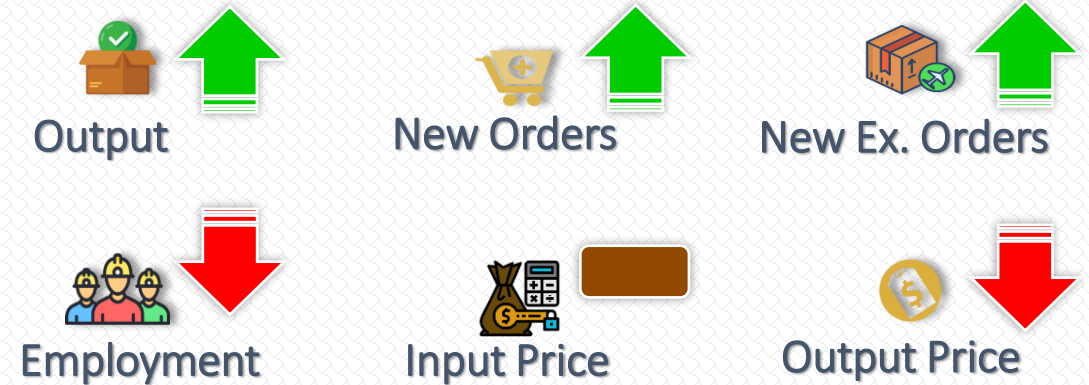 Output
New Orders
New Ex. Orders
Employment
Input Price
Output Price